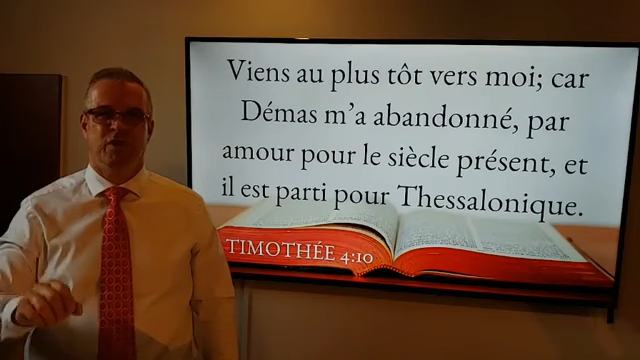 Viens au plus tôt vers moi; car
Démas m'a abandonné, par
amour pour le siècle présent, et
il est parti pour Thessalonique.
TIMOTHÉE 4:10